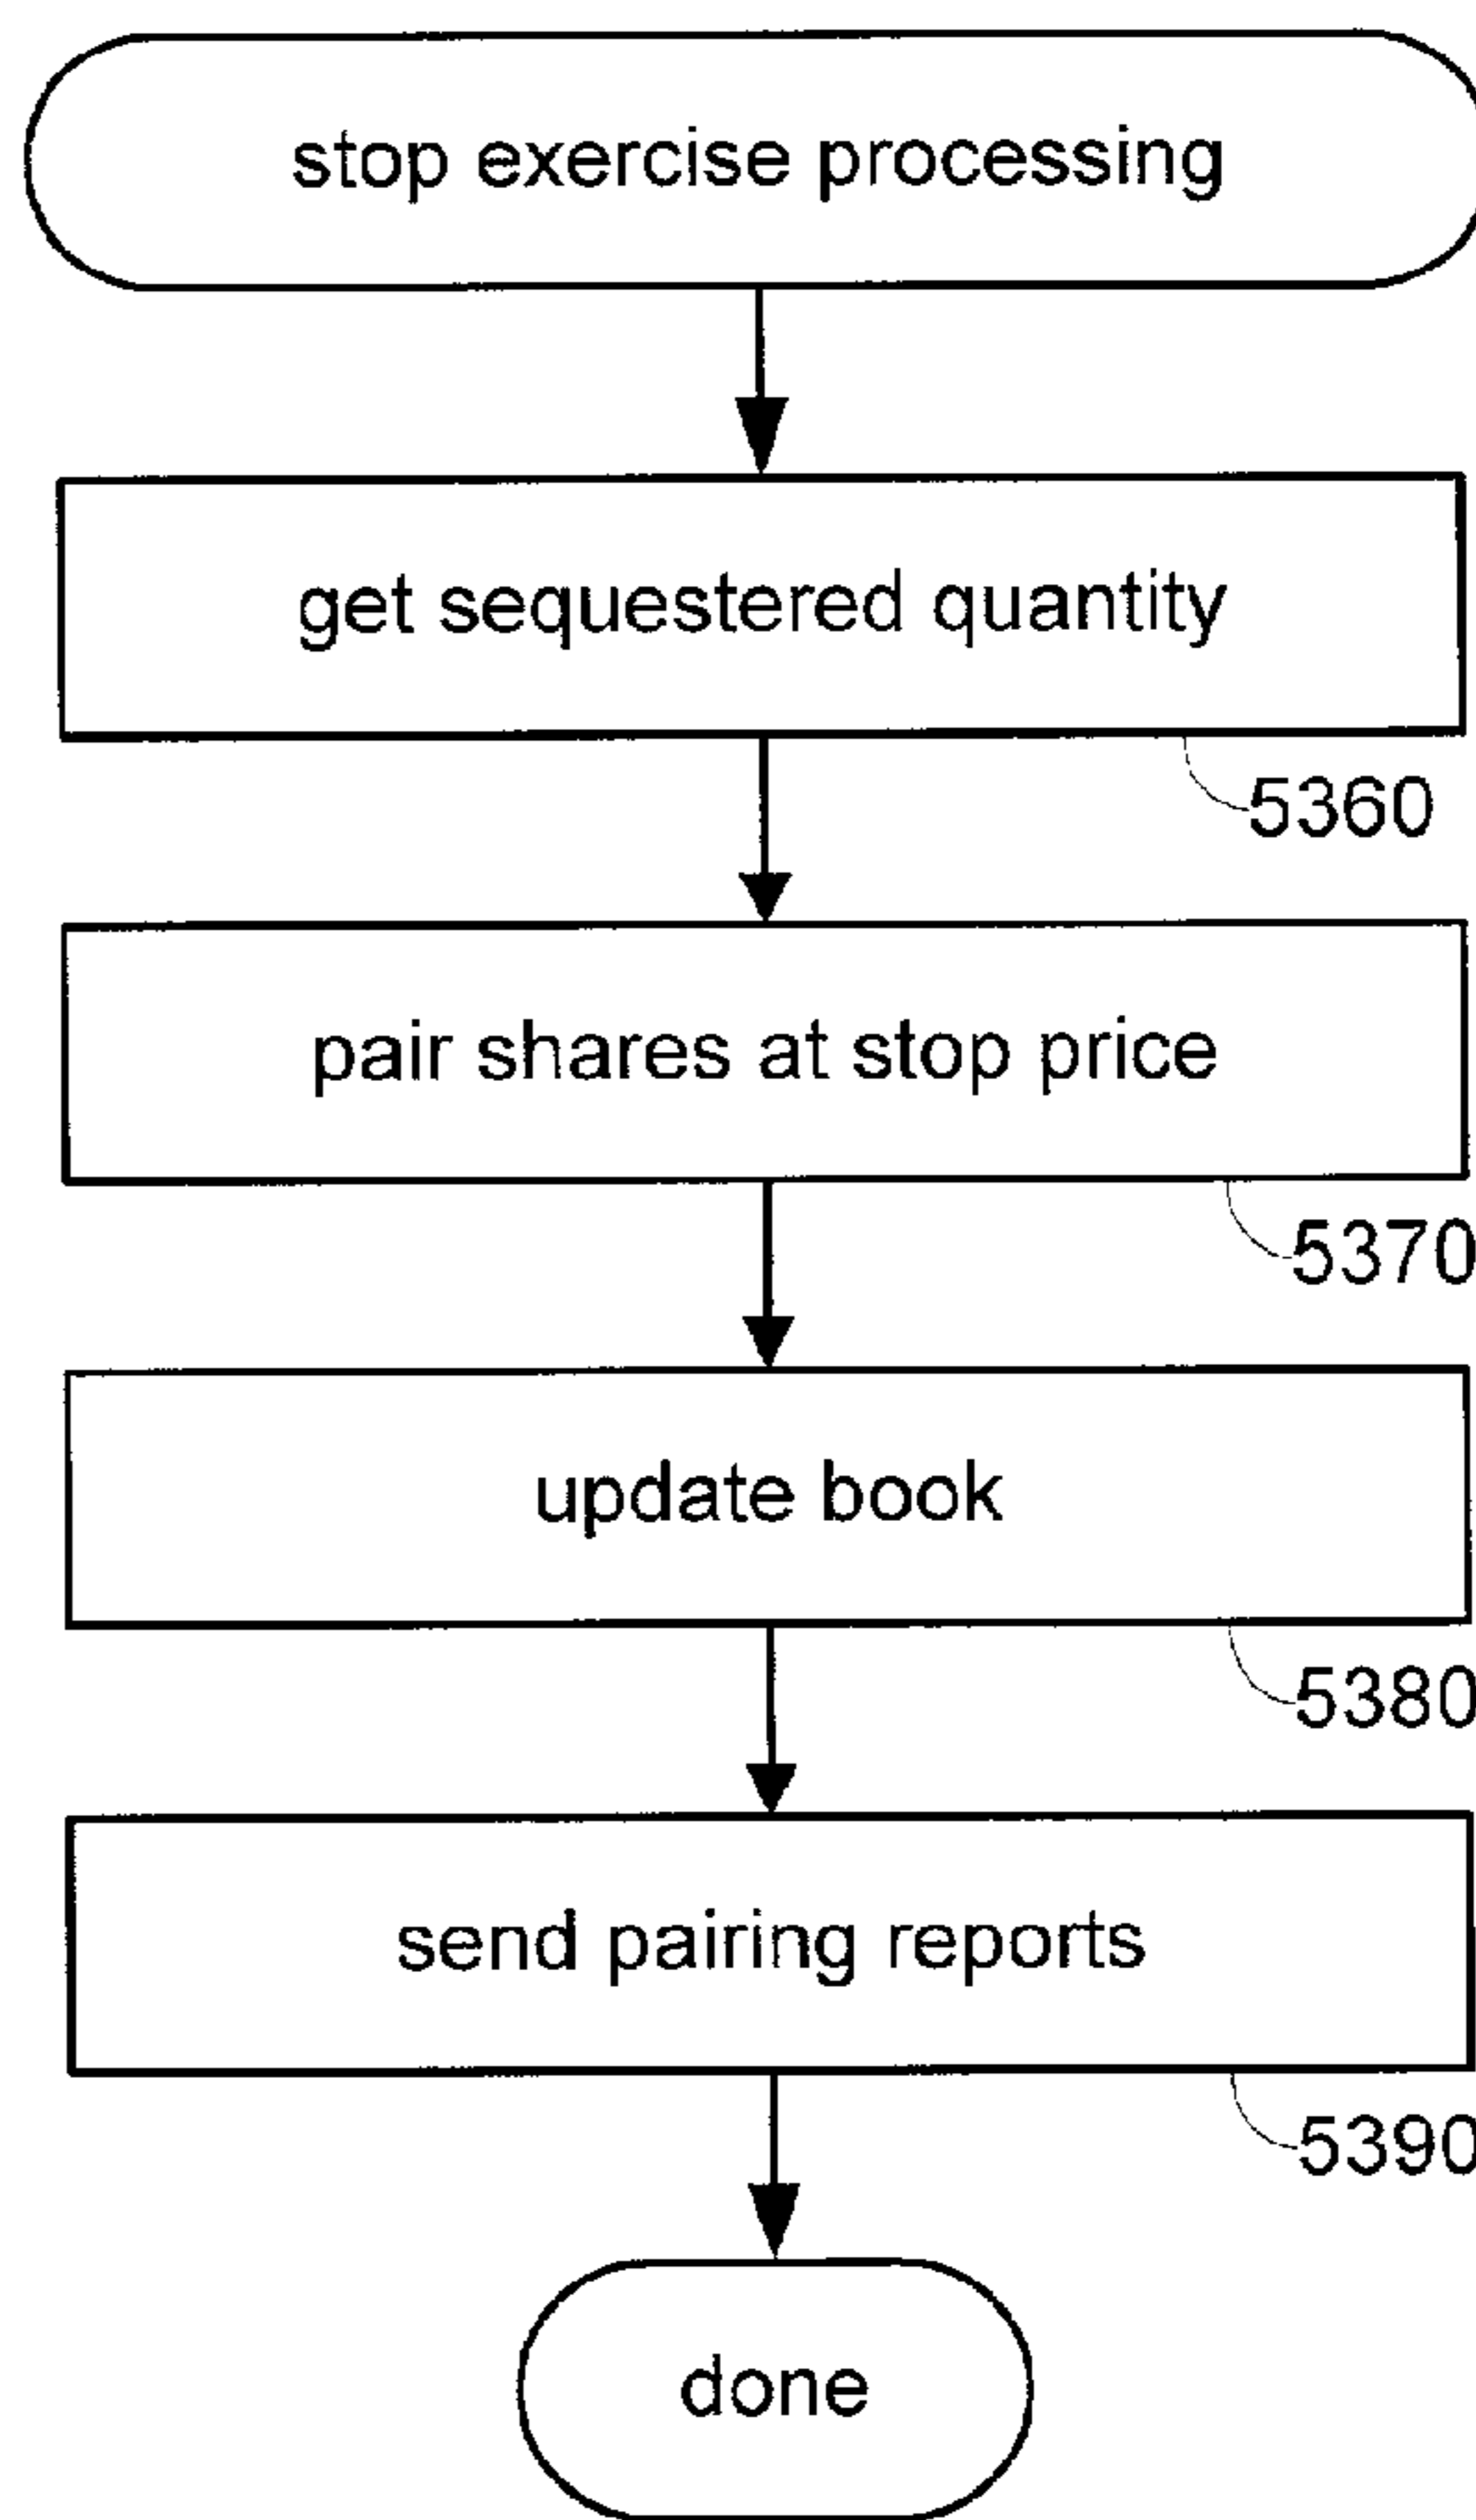 stop exercise processing
get sequestered quantity
5360
pair shares at stop price
5370
update book
5380
send pairing reports
5390
done